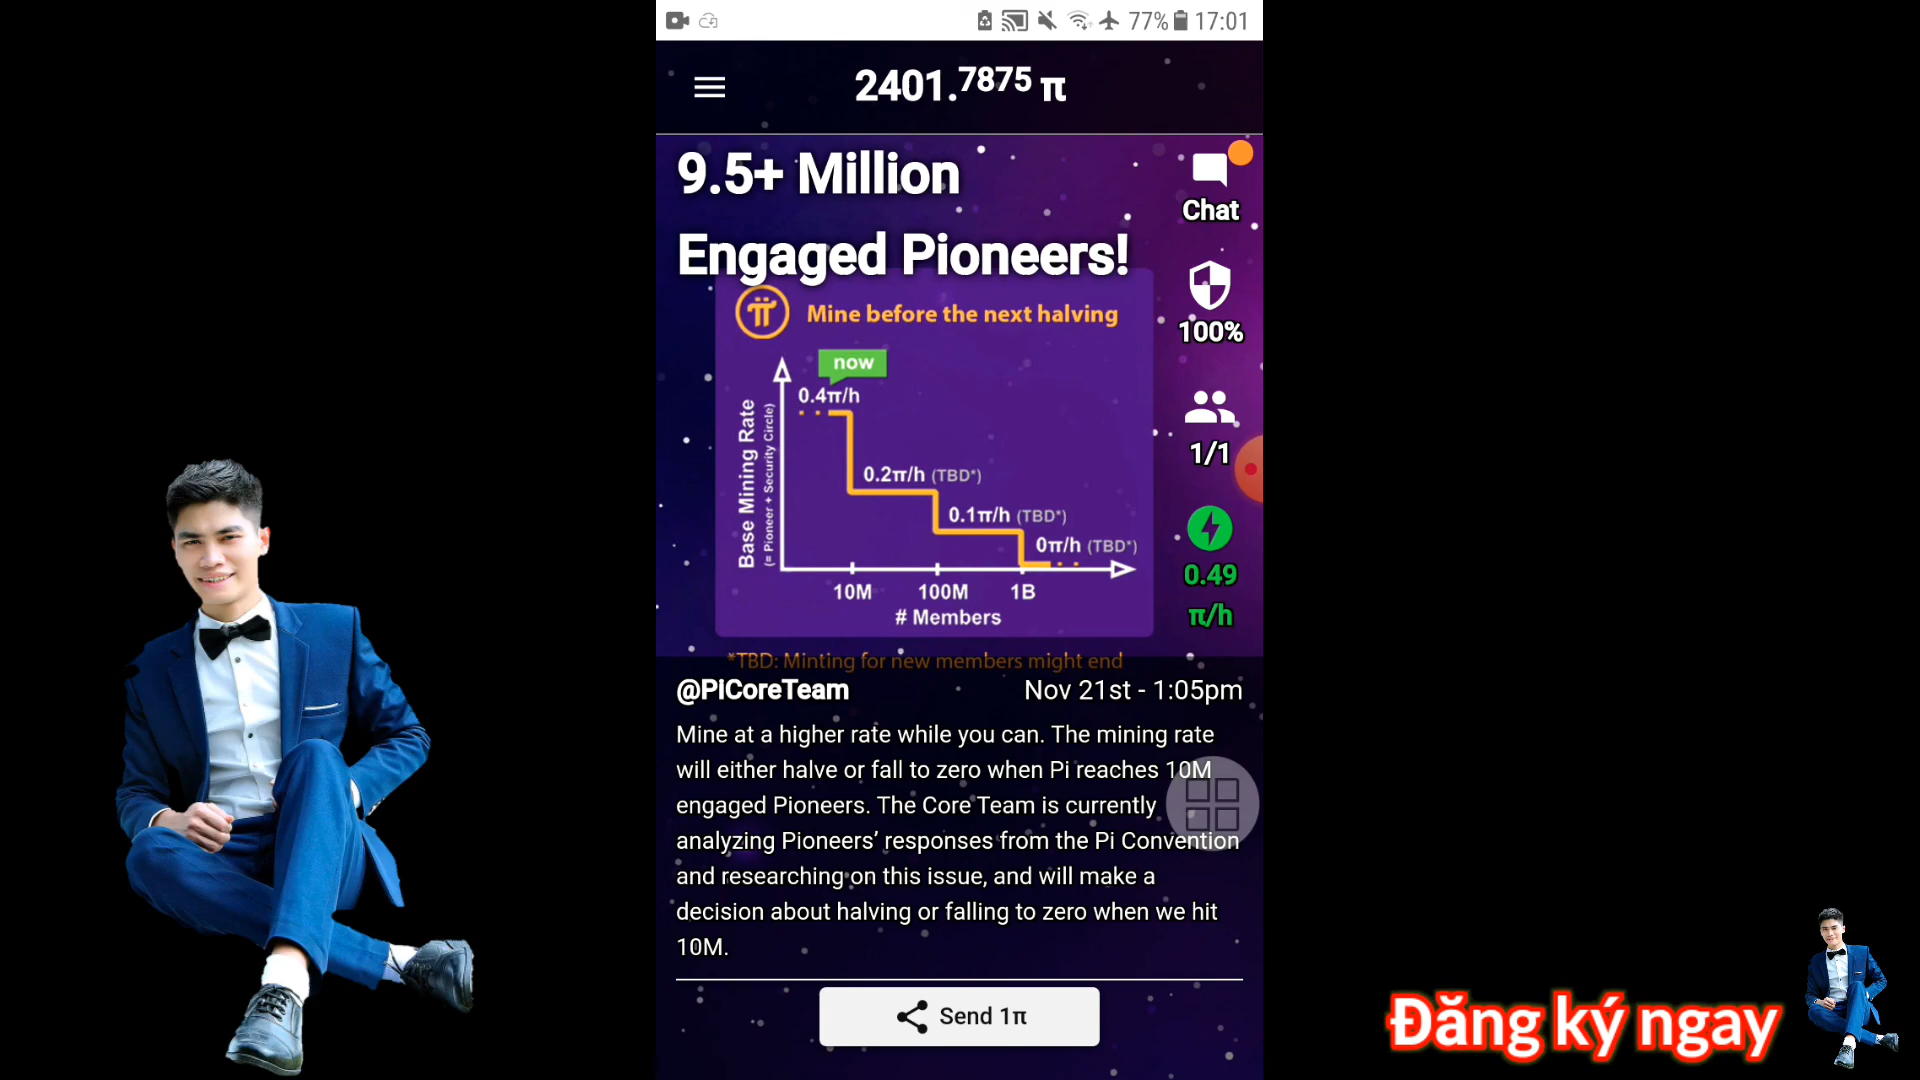 77% 17:01
2401.7875 π
9.5+ Million
Engaged Pioneers!
Chat
100%
1/1
0.49
π/h
Mine before the next halving
now
0.4π/h
0.2π/h (TBD*)
0.1π/h (TBD*)
0π/h (TBD*)
Base Mining Rate
(= Pioneer + Security Circle)
10M 100M 1B
# Members
*TBD: Minting for new members might end
@PiCoreTeam Nov 21st - 1:05pm
Mine at a higher rate while you can. The mining rate
will either halve or fall to zero when Pi reaches 10M
engaged Pioneers. The Core Team is currently
analyzing Pioneers’ responses from the Pi Convention
and researching on this issue, and will make a
decision about halving or falling to zero when we hit
10M.
Send 1π
Đăng ký ngay